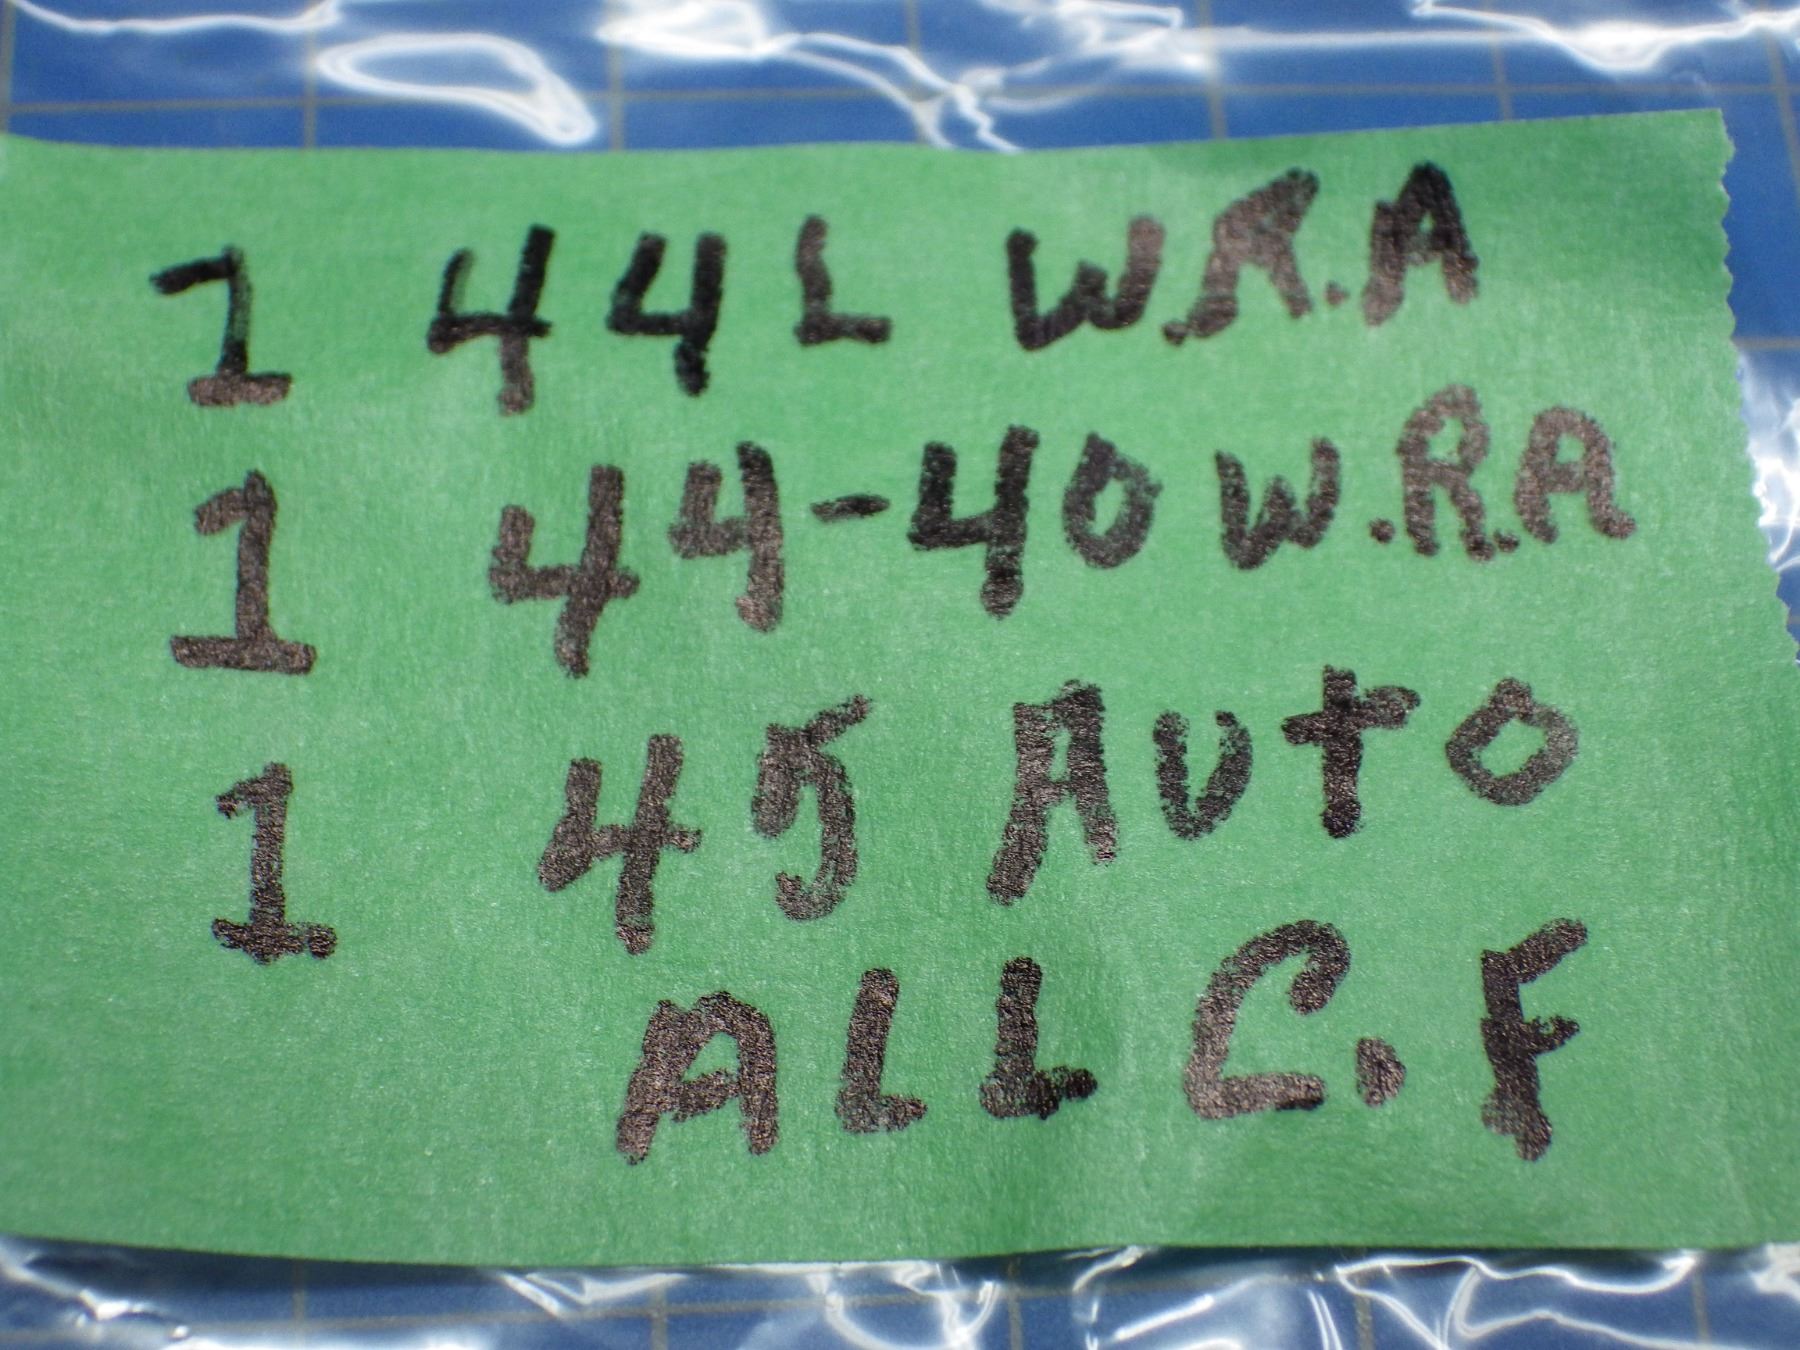 1 44L W.R.A
1 44-40 W.R.A
1 45 Auto
ALL C.F